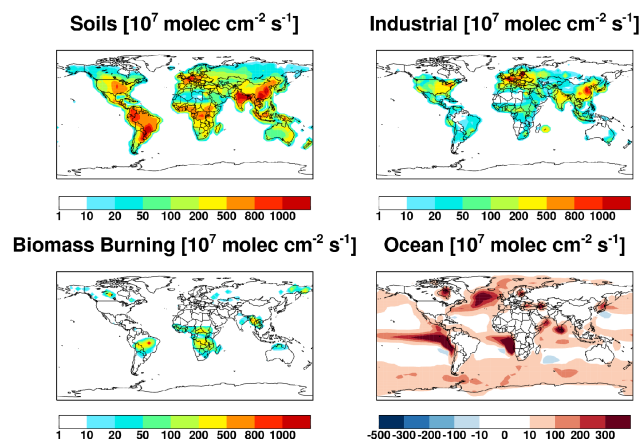 Soils [10⁷ molec cm⁻² s⁻¹]
Industrial [10⁷ molec cm⁻² s⁻¹]
1 10 20 50 100 200 500 800 1000
1 10 20 50 100 200 500 800 1000
Biomass Burning [10⁷ molec cm⁻² s⁻¹]
Ocean [10⁷ molec cm⁻² s⁻¹]
1 10 20 50 100 200 500 800 1000
-500 -300 -200 -100 -10 0 10 100 200 300